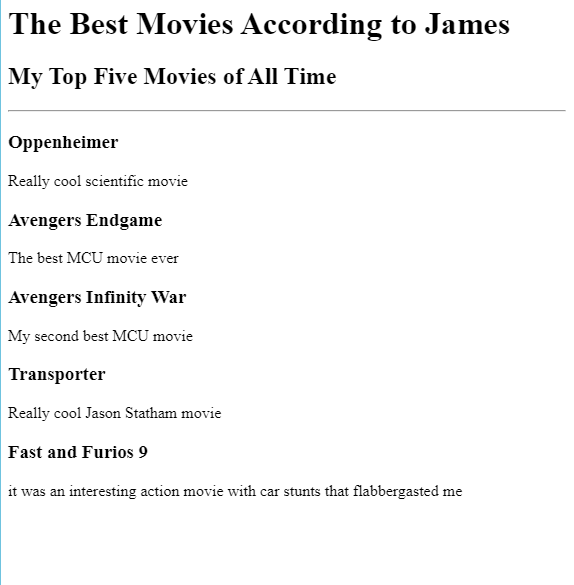 The Best Movies According to James
My Top Five Movies of All Time
Oppenheimer
Really cool scientific movie
Avengers Endgame
The best MCU movie ever
Avengers Infinity War
My second best MCU movie
Transporter
Really cool Jason Statham movie
Fast and Furios 9
it was an interesting action movie with car stunts that flabbergasted me